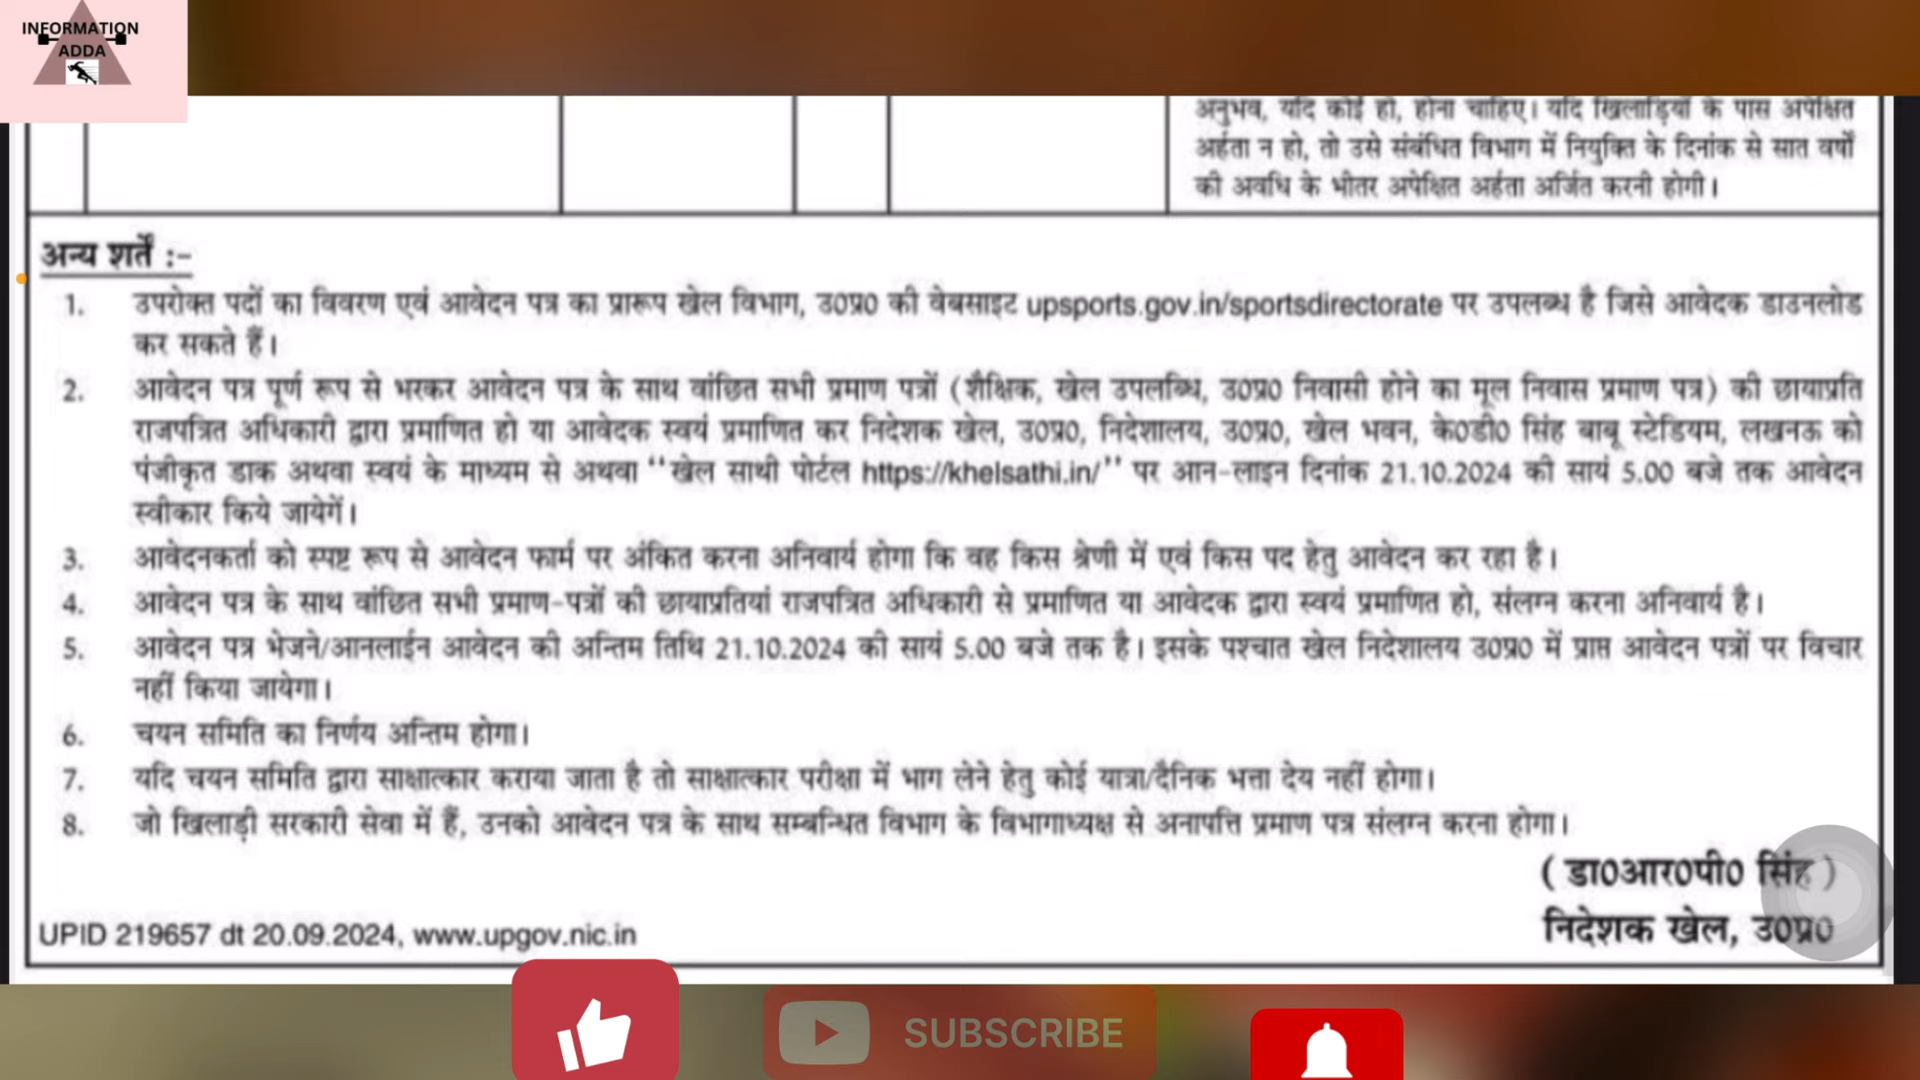 INFORMATION
ADDA
अनुभव, यदि कोई हो, होना चाहिए। यदि खिलाड़ियों के पास अपेक्षित
अर्हता न हो, तो उसे संबंधित विभाग में नियुक्ति के दिनांक से सात वर्षों
की अवधि के भीतर अपेक्षित अर्हता अर्जित करनी होगी।
अन्य शर्तें :-
1. उपरोक्त पदों का विवरण एवं आवेदन पत्र का प्रारूप खेल विभाग, उ0प्र0 की वेबसाइट upsports.gov.in/sportsdirectorate पर उपलब्ध है जिसे आवेदक डाउनलोड
कर सकते हैं।
2. आवेदन पत्र पूर्ण रूप से भरकर आवेदन पत्र के साथ वांछित सभी प्रमाण पत्रों (शैक्षिक, खेल उपलब्धि, उ0प्र0 निवासी होने का मूल निवास प्रमाण पत्र) की छायाप्रति
राजपत्रित अधिकारी द्वारा प्रमाणित हो या आवेदक स्वयं प्रमाणित कर निदेशक खेल, उ0प्र0, निदेशालय, उ0प्र0, खेल भवन, के0डी0 सिंह बाबू स्टेडियम, लखनऊ को
पंजीकृत डाक अथवा स्वयं के माध्यम से अथवा ‘‘खेल साथी पोर्टल https://khelsathi.in/’’ पर आन-लाइन दिनांक 21.10.2024 की सायं 5.00 बजे तक आवेदन
स्वीकार किये जायेगें।
3. आवेदनकर्ता को स्पष्ट रूप से आवेदन फार्म पर अंकित करना अनिवार्य होगा कि वह किस श्रेणी में एवं किस पद हेतु आवेदन कर रहा है।
4. आवेदन पत्र के साथ वांछित सभी प्रमाण-पत्रों की छायाप्रतियां राजपत्रित अधिकारी से प्रमाणित या आवेदक द्वारा स्वयं प्रमाणित हो, संलग्न करना अनिवार्य है।
5. आवेदन पत्र भेजने/आनलाईन आवेदन की अन्तिम तिथि 21.10.2024 की सायं 5.00 बजे तक है। इसके पश्चात खेल निदेशालय उ0प्र0 में प्राप्त आवेदन पत्रों पर विचार
नहीं किया जायेगा।
6. चयन समिति का निर्णय अन्तिम होगा।
7. यदि चयन समिति द्वारा साक्षात्कार कराया जाता है तो साक्षात्कार परीक्षा में भाग लेने हेतु कोई यात्रा/दैनिक भत्ता देय नहीं होगा।
8. जो खिलाड़ी सरकारी सेवा में हैं, उनको आवेदन पत्र के साथ सम्बन्धित विभाग के विभागाध्यक्ष से अनापत्ति प्रमाण पत्र संलग्न करना होगा।
( डा0आर0पी0 सिंह )
निदेशक खेल, उ0प्र0
UPID 219657 dt 20.09.2024, www.upgov.nic.in
SUBSCRIBE